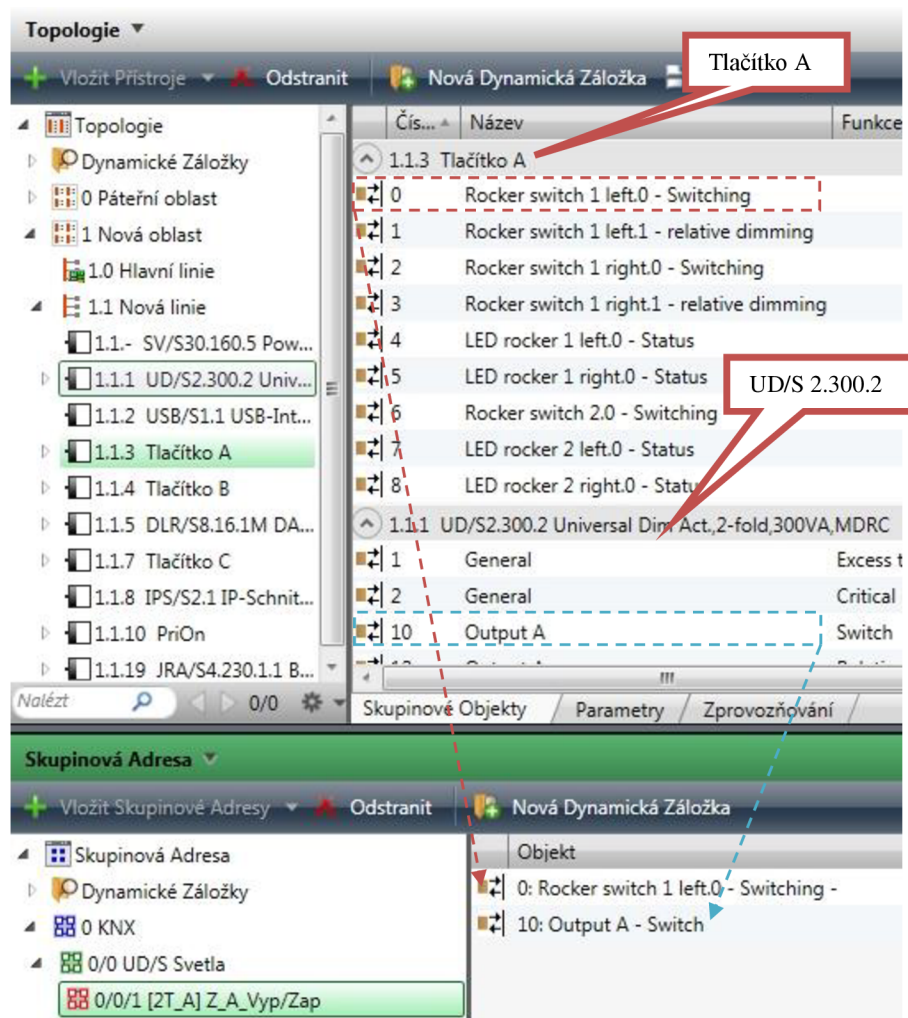 Topologie
Vložit Přístroje Odstranit Nová Dynamická Záložka
Tlačítko A
Topologie
Dynamické Záložky
0 Páteřní oblast
1 Nová oblast
1.0 Hlavní linie
1.1 Nová linie
1.1.- SV/S30.160.5 Pow...
1.1.1 UD/S2.300.2 Univ...
1.1.2 USB/S1.1 USB-Int...
1.1.3 Tlačítko A
1.1.4 Tlačítko B
1.1.5 DLR/S8.16.1M DA...
1.1.7 Tlačítko C
1.1.8 IPS/S2.1 IP-Schnit...
1.1.10 PriOn
1.1.19 JRA/S4.230.1.1 B...
Nalézt 0/0
Čís... Název Funkce
1.1.3 Tlačítko A
0 Rocker switch 1 left.0 - Switching
1 Rocker switch 1 left.1 - relative dimming
2 Rocker switch 1 right.0 - Switching
3 Rocker switch 1 right.1 - relative dimming
4 LED rocker 1 left.0 - Status
5 LED rocker 1 right.0 - Status
UD/S 2.300.2
6 Rocker switch 2.0 - Switching
7 LED rocker 2 left.0 - Status
8 LED rocker 2 right.0 - Statu
1.1.1 UD/S2.300.2 Universal Dim Act.,2-fold,300VA,MDRC
1 General Excess t
2 General Critical
10 Output A Switch
Skupinové Objekty Parametry Zprovozňování
Skupinová Adresa
Vložit Skupinové Adresy Odstranit Nová Dynamická Záložka
Skupinová Adresa
Dynamické Záložky
0 KNX
0/0 UD/S Svetla
0/0/1 [2T_A] Z_A_Vyp/Zap
Objekt
0: Rocker switch 1 left.0 - Switching -
10: Output A - Switch